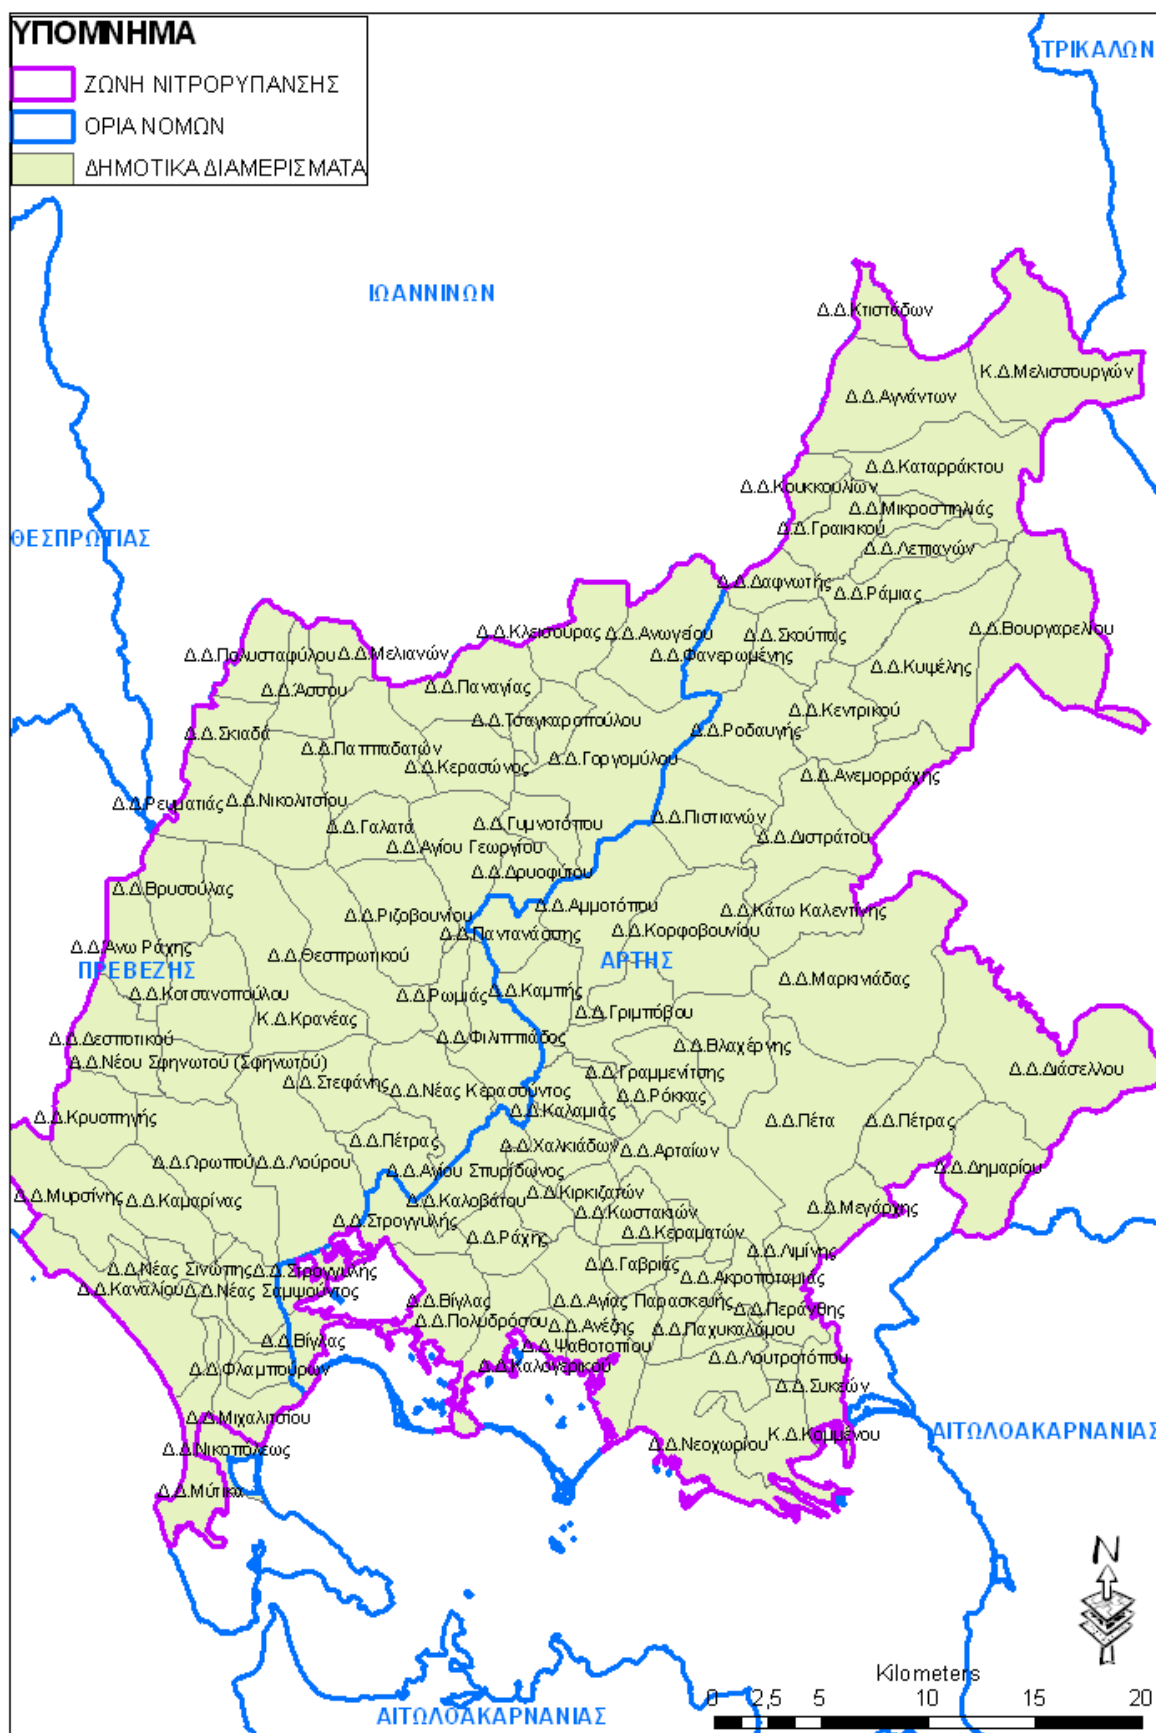 ΥΠΟΜΝΗΜΑ
ΖΩΝΗ ΝΙΤΡΟΡΥΠΑΝΣΗΣ
ΟΡΙΑ ΝΟΜΩΝ
ΔΗΜΟΤΙΚΑ ΔΙΑΜΕΡΙΣΜΑΤΑ
ΤΡΙΚΑΛΩΝ
ΙΩΑΝΝΙΝΩΝ
Δ.Δ.Κτιστάδων
Κ.Δ.Μελισσουργών
Δ.Δ.Αγνάντων
Δ.Δ.Καταρράκτου
Δ.Δ.Κουκκουλίων
Δ.Δ.Μικροσπηλιάς
Δ.Δ.Γραικικού
ΘΕΣΠΡΩΤΙΑΣ
Δ.Δ.Λεπιανών
Δ.Δ.Δαφνωτής
Δ.Δ.Ράμιας
Δ.Δ.Κλεισούρας
Δ.Δ.Ανωγείου
Δ.Δ.Σκούπας
Δ.Δ.Βουργαρελίου
Δ.Δ.Πολυσταφύλου
Δ.Δ.Μελιανών
Δ.Δ.Φανερωμένης
Δ.Δ.Κυψέλης
Δ.Δ.Άσσου
Δ.Δ.Παναγίας
Δ.Δ.Κεντρικού
Δ.Δ.Τσαγκαροπούλου
Δ.Δ.Ροδαυγής
Δ.Δ.Σκιαδά
Δ.Δ.Παππαδατών
Δ.Δ.Γοργομύλου
Δ.Δ.Κερασώνος
Δ.Δ.Ανεμορράχης
Δ.Δ.Ρευματιάς
Δ.Δ.Νικολιτσίου
Δ.Δ.Πιστιανών
Δ.Δ.Γαλατά
Δ.Δ.Γυμνοτόπου
Δ.Δ.Διστράτου
Δ.Δ.Αγίου Γεωργίου
Δ.Δ.Δρυοφύτου
Δ.Δ.Βρυσούλας
Δ.Δ.Αμμοτόπου
Δ.Δ.Κάτω Καλεντίνης
Δ.Δ.Ριζοβουνίου
Δ.Δ.Παντανάσσης
Δ.Δ.Κορφοβουνίου
Δ.Δ.Άνω Ράχης
Δ.Δ.Θεσπρωτικού
ΑΡΤΗΣ
ΠΡΕΒΕΖΗΣ
Δ.Δ.Μαρκινιάδας
Δ.Δ.Κοτσανοπούλου
Δ.Δ.Ρωμιάς
Δ.Δ.Καμπής
Δ.Δ.Γριμπόβου
Κ.Δ.Κρανέας
Δ.Δ.Δεσποτικού
Δ.Δ.Φιλιππιάδος
Δ.Δ.Βλαχέρνης
Δ.Δ.Νέου Σφηνωτού (Σφηνωτού)
Δ.Δ.Διάσελλου
Δ.Δ.Γραμμενίτσης
Δ.Δ.Στεφάνης
Δ.Δ.Νέας Κερασούντος
Δ.Δ.Ρόκκας
Δ.Δ.Κρυοπηγής
Δ.Δ.Καλαμιάς
Δ.Δ.Πέτα
Δ.Δ.Πέτρας
Δ.Δ.Πέτρας
Δ.Δ.Χαλκιάδων
Δ.Δ.Αρταίων
Δ.Δ.Ωρωπού
Δ.Δ.Λούρου
Δ.Δ.Αγίου Σπυρίδωνος
Δ.Δ.Δημαρίου
Δ.Δ.Μυρσίνης
Δ.Δ.Καμαρίνας
Δ.Δ.Καλοβάτου
Δ.Δ.Κιρκιζατών
Δ.Δ.Κωστακιών
Δ.Δ.Μεγάρχης
Δ.Δ.Στρογγυλής
Δ.Δ.Ράχης
Δ.Δ.Κεραματών
Δ.Δ.Λιμίνης
Δ.Δ.Νέας Σινώπης
Δ.Δ.Στρογγυλής
Δ.Δ.Γαβριάς
Δ.Δ.Ακροποταμιάς
Δ.Δ.Καναλίου
Δ.Δ.Νέας Σαμψούντος
Δ.Δ.Βίγλας
Δ.Δ.Αγίας Παρασκευής
Δ.Δ.Περάνθης
Δ.Δ.Πολυδρόσου
Δ.Δ.Ανέζης
Δ.Δ.Παχυκαλάμου
Δ.Δ.Βίγλας
Δ.Δ.Ψαθοτοπίου
Δ.Δ.Λουτροτόπου
Δ.Δ.Φλαμπούρων
Δ.Δ.Καλογερικού
Δ.Δ.Συκεών
Δ.Δ.Μιχαλιτσίου
Κ.Δ.Κομμένου
ΑΙΤΩΛΟΑΚΑΡΝΑΝΙΑΣ
Δ.Δ.Νικοπόλεως
Δ.Δ.Νεοχωρίου
Δ.Δ.Μύτικα
N
Kilometers
0 2,5 5 10 15 20
ΑΙΤΩΛΟΑΚΑΡΝΑΝΙΑΣ